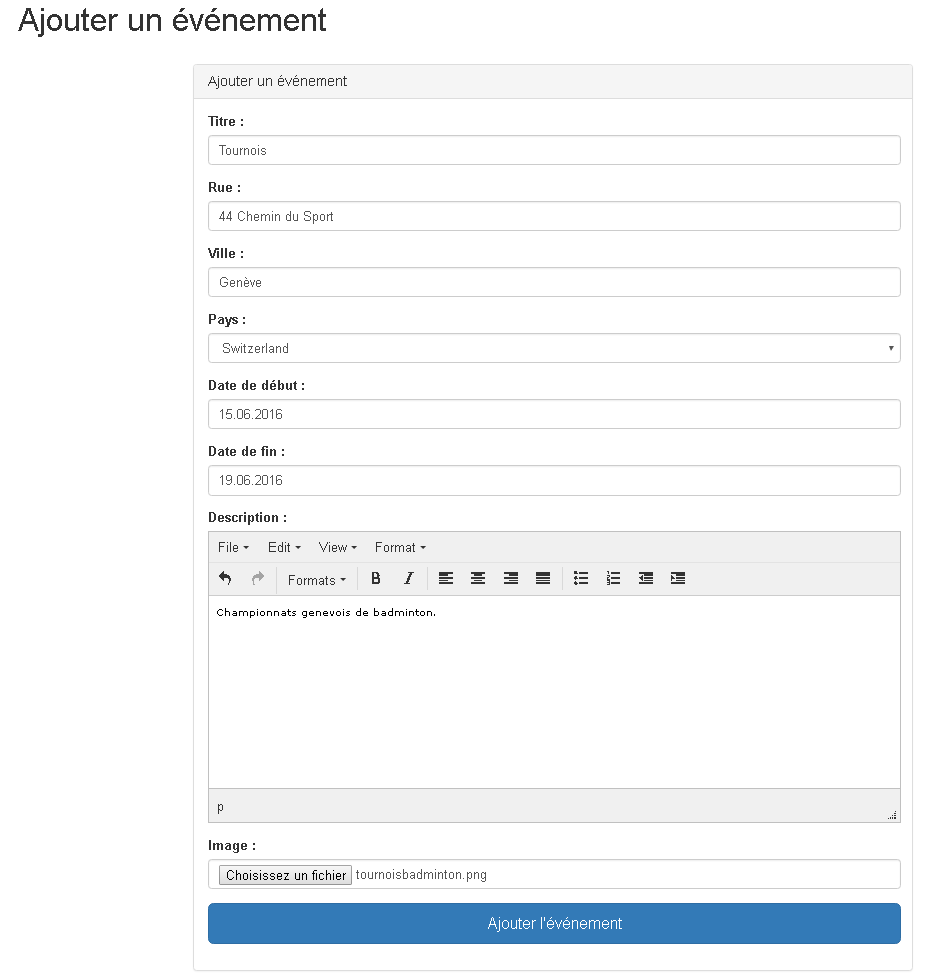 Ajouter un événement
Ajouter un événement
Titre :
Tournois
Rue :
44 Chemin du Sport
Ville :
Genève
Pays :
Switzerland
Date de début :
15.06.2016
Date de fin :
19.06.2016
Description :
File Edit View Format
Formats B I
Championnats genevois de badminton.
p
Image :
Choisissez un fichier tournoisbadminton.png
Ajouter l'événement